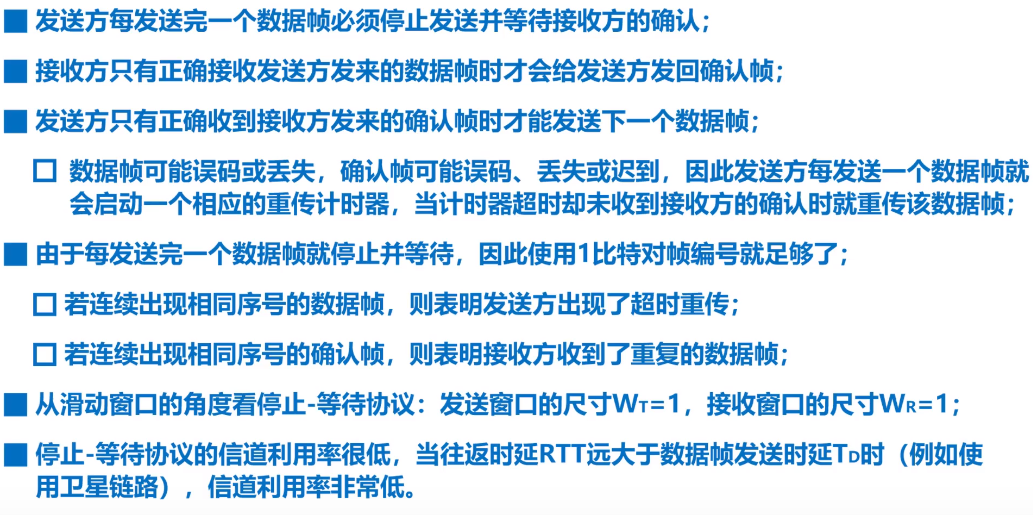 发送方每发送完一个数据帧必须停止发送并等待接收方的确认；
接收方只有正确接收发送方发来的数据帧时才会给发送方发回确认帧；
发送方只有正确收到接收方发来的确认帧时才能发送下一个数据帧；
数据帧可能误码或丢失，确认帧可能误码、丢失或迟到，因此发送方每发送一个数据帧就
会启动一个相应的重传计时器，当计时器超时却未收到接收方的确认时就重传该数据帧；
由于每发送完一个数据帧就停止并等待，因此使用1比特对帧编号就足够了；
若连续出现相同序号的数据帧，则表明发送方出现了超时重传；
若连续出现相同序号的确认帧，则表明接收方收到了重复的数据帧；
从滑动窗口的角度看停止-等待协议：发送窗口的尺寸WT=1，接收窗口的尺寸WR=1；
停止-等待协议的信道利用率很低，当往返时延RTT远大于数据帧发送时延TD时（例如使
用卫星链路），信道利用率非常低。